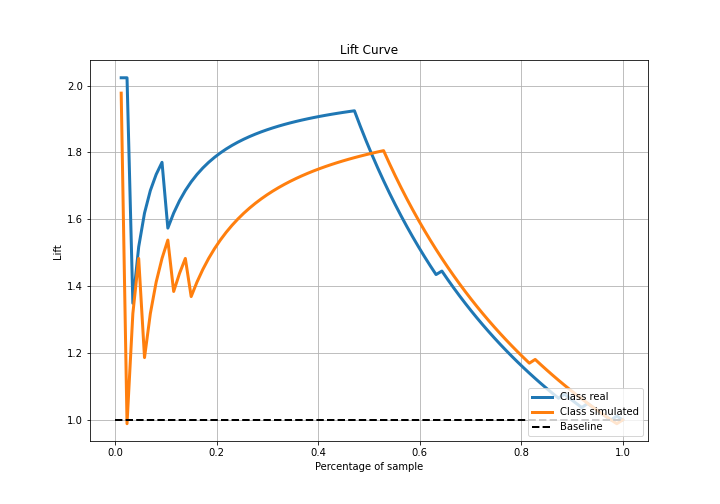 Lift Curve
Lift
2.0
1.8
1.6
1.4
1.2
1.0
0.0
0.2
0.4
0.6
0.8
1.0
Percentage of sample
Class real
Class simulated
Baseline